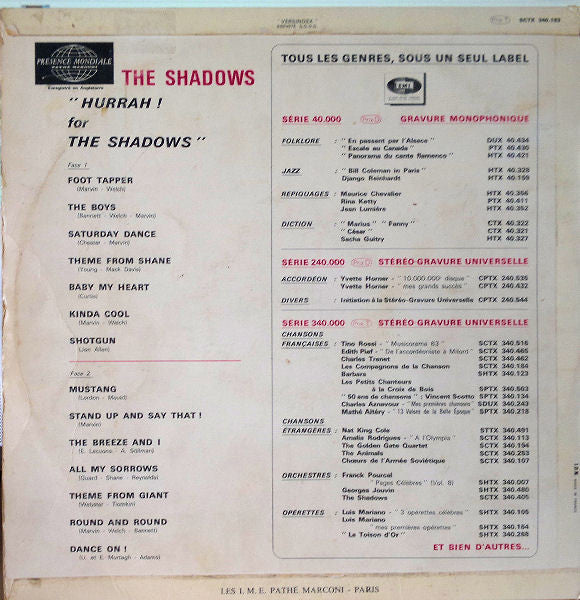 "VERSINDEX"
Prix T
SCTX 340.183
PRÉSENCE MONDIALE
PATHÉ MARCONI
Enregistré en Angleterre
THE SHADOWS
" HURRAH !
for
THE SHADOWS "
Face 1
FOOT TAPPER
(Marvin - Welch)
THE BOYS
(Bennett - Welch - Marvin)
SATURDAY DANCE
(Chester - Marvin)
THEME FROM SHANE
(Young - Mack Davis)
BABY MY HEART
(Curtis)
KINDA COOL
(Marvin - Welch)
SHOTGUN
Face 2
MUSTANG
STAND UP AND SAY THAT !
(Marvin)
THE BREEZE AND I
(E. Lecuona - A. Stillman)
ALL MY SORROWS
(Guard - Shane - Reynolds)
THEME FROM GIANT
(Webster - Tiomkin)
ROUND AND ROUND
(Marvin - Welch - Bennett)
DANCE ON !
(U. et E. Murtagh - Adams)
TOUS LES GENRES, SOUS UN SEUL LABEL
EMI
SÉRIE 40.000 Prix D GRAVURE MONOPHONIQUE
FOLKLORE : " En passant par l'Alsace " DUX 40.434
" Escale au Canada " PTX 40.430
" Panorama du cante flamenco " HTX 40.421
JAZZ : " Bill Coleman in Paris " HTX 40.328
Django Reinhardt HTX 40.159
REPIQUAGES : Maurice Chevalier HTX 40.356
Rina Ketty PTX 40.411
Jean Lumière HTX 40.352
DICTION : " Marius " " Fanny " CTX 40.322
" César " CTX 40.321
Sacha Guitry HTX 40.327
SÉRIE 240.000 Prix D STÉRÉO-GRAVURE UNIVERSELLE
ACCORDÉON : Yvette Horner - " 10.000.000e disque " CPTX 240.535
Yvette Horner - " mes grands succès " CPTX 240.432
DIVERS : Initiation à la Stéréo-Gravure Universelle CPTX 240.544
SÉRIE 340.000 Prix T STÉRÉO-GRAVURE UNIVERSELLE
CHANSONS
FRANÇAISES : Tino Rossi - " Musicorama 63 " SCTX 340.516
Edith Piaf - " De l'accordéoniste à Milord " SCTX 340.465
Charles Trenet SCTX 340.462
Les Compagnons de la Chanson SCTX 340.184
Barbara SHTX 340.123
Les Petits Chanteurs
à la Croix de Bois SPTX 340.563
" 50 ans de chansons " : Vincent Scotto SPTX 340.134
Charles Aznavour - " Mes premières chansons " SDUX 340.243
Mathé Altéry - " 13 Valses de la Belle Époque " SPTX 340.218
CHANSONS
ÉTRANGÈRES : Nat King Cole STTX 340.491
Amalia Rodrigues - " A l'Olympia " SCTX 340.113
The Golden Gate Quartet SCTX 340.194
The Animals SCTX 340.253
Chœurs de l'Armée Soviétique SCTX 340.107
ORCHESTRES : Franck Pourcel
" Pages Célèbres " (Vol. 8) SHTX 340.007
Georges Jouvin SHTX 340.480
The Shadows SCTX 340.405
OPÉRETTES : Luis Mariano - " 3 opérettes célèbres " SHTX 340.105
Luis Mariano
" mes premières opérettes " SHTX 340.164
" La Toison d'Or " SHTX 340.288
ET BIEN D'AUTRES...
LES I. M. E. PATHÉ MARCONI - PARIS